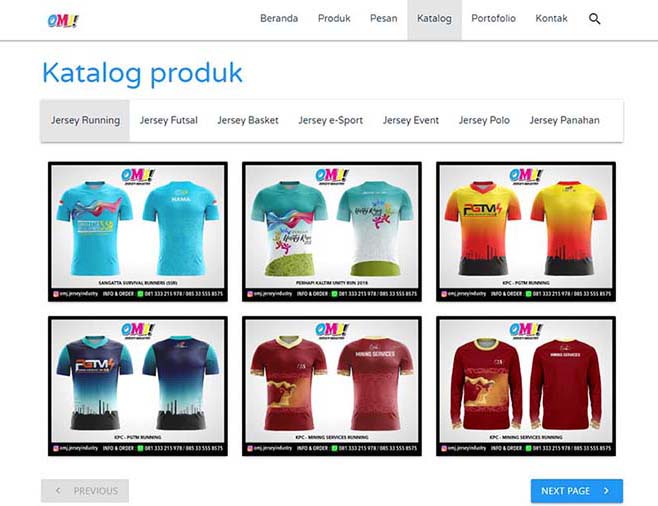 OMJ!
Beranda Produk Pesan Katalog Portofolio Kontak
Katalog produk
Jersey Running Jersey Futsal Jersey Basket Jersey e-Sport Jersey Event Jersey Polo Jersey Panahan
OMJ!
JERSEY INDUSTRY
NAMA
SANGATTA SURVIVAL RUNNERS (SSR)
omj.jerseyindustry INFO & ORDER 081 333 215 978 / 085 33 555 8575
OMJ!
JERSEY INDUSTRY
Unity Run
2018
Unity Run
PERHAPI KALTIM UNITY RUN 2018
omj.jerseyindustry INFO & ORDER 081 333 215 978 / 085 33 555 8575
OMJ!
JERSEY INDUSTRY
PGTM
KPC - PGTM RUNNING
omj.jerseyindustry INFO & ORDER 081 333 215 978 / 085 33 555 8575
OMJ!
JERSEY INDUSTRY
PGTM
KPC - PGTM RUNNING
omj.jerseyindustry INFO & ORDER 081 333 215 978 / 085 33 555 8575
OMJ!
JERSEY INDUSTRY
MINING SERVICES
KPC - MINING SERVICES RUNNING
omj.jerseyindustry INFO & ORDER 081 333 215 978 / 085 33 555 8575
OMJ!
JERSEY INDUSTRY
MINING SERVICES
KPC - MINING SERVICES RUNNING
omj.jerseyindustry INFO & ORDER 081 333 215 978 / 085 33 555 8575
PREVIOUS
NEXT PAGE